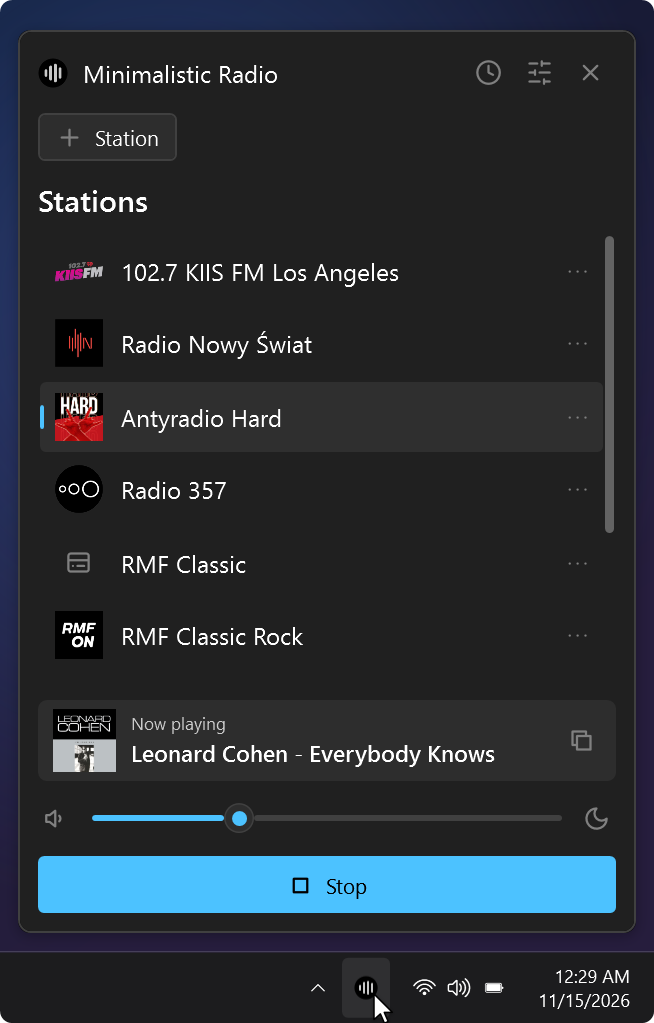 Minimalistic Radio
Station
Stations
102.7
KIIS FM
102.7 KIIS FM Los Angeles
N
Radio Nowy Świat
HARD
Antyradio Hard
Radio 357
RMF Classic
RMF
ON
RMF Classic Rock
LEONARD
COHEN
Now playing
Leonard Cohen - Everybody Knows
Stop
12:29 AM
11/15/2026